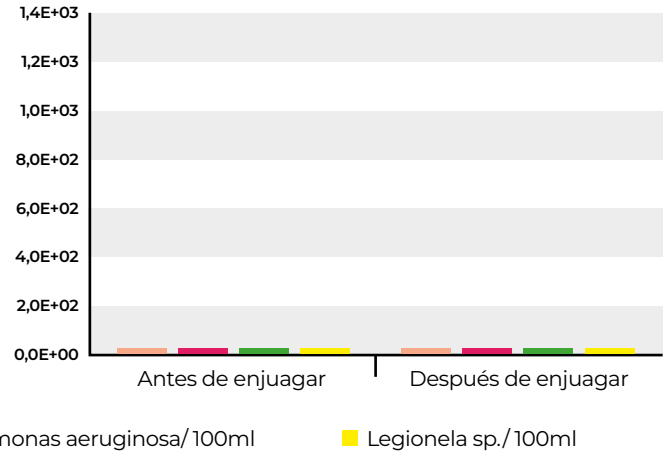 1,4E+03
1,2E+03
1,0E+03
8,0E+02
6,0E+02
4,0E+02
2,0E+02
0,0E+00
Antes de enjuagar Después de enjuagar
monas aeruginosa/100ml Legionela sp./100ml